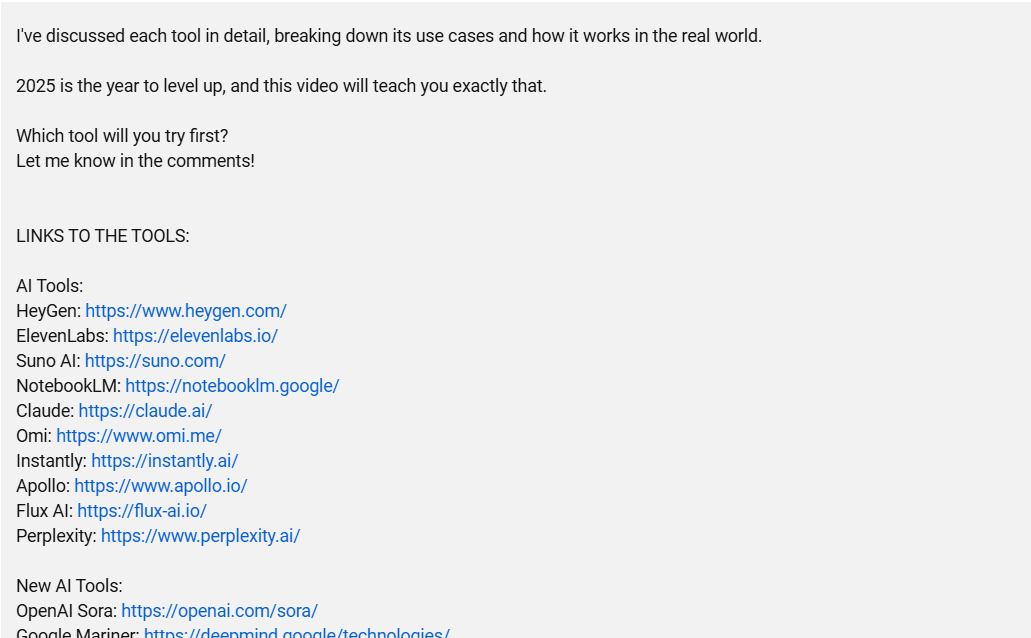 I've discussed each tool in detail, breaking down its use cases and how it works in the real world.
2025 is the year to level up, and this video will teach you exactly that.
Which tool will you try first?
Let me know in the comments!
LINKS TO THE TOOLS:
AI Tools:
HeyGen: https://www.heygen.com/
ElevenLabs: https://elevenlabs.io/
Suno AI: https://suno.com/
NotebookLM: https://notebooklm.google/
Claude: https://claude.ai/
Omi: https://www.omi.me/
Instantly: https://instantly.ai/
Apollo: https://www.apollo.io/
Flux AI: https://flux-ai.io/
Perplexity: https://www.perplexity.ai/
New AI Tools:
OpenAI Sora: https://openai.com/sora/
Google Mariner: https://deepmind.google/technologies/